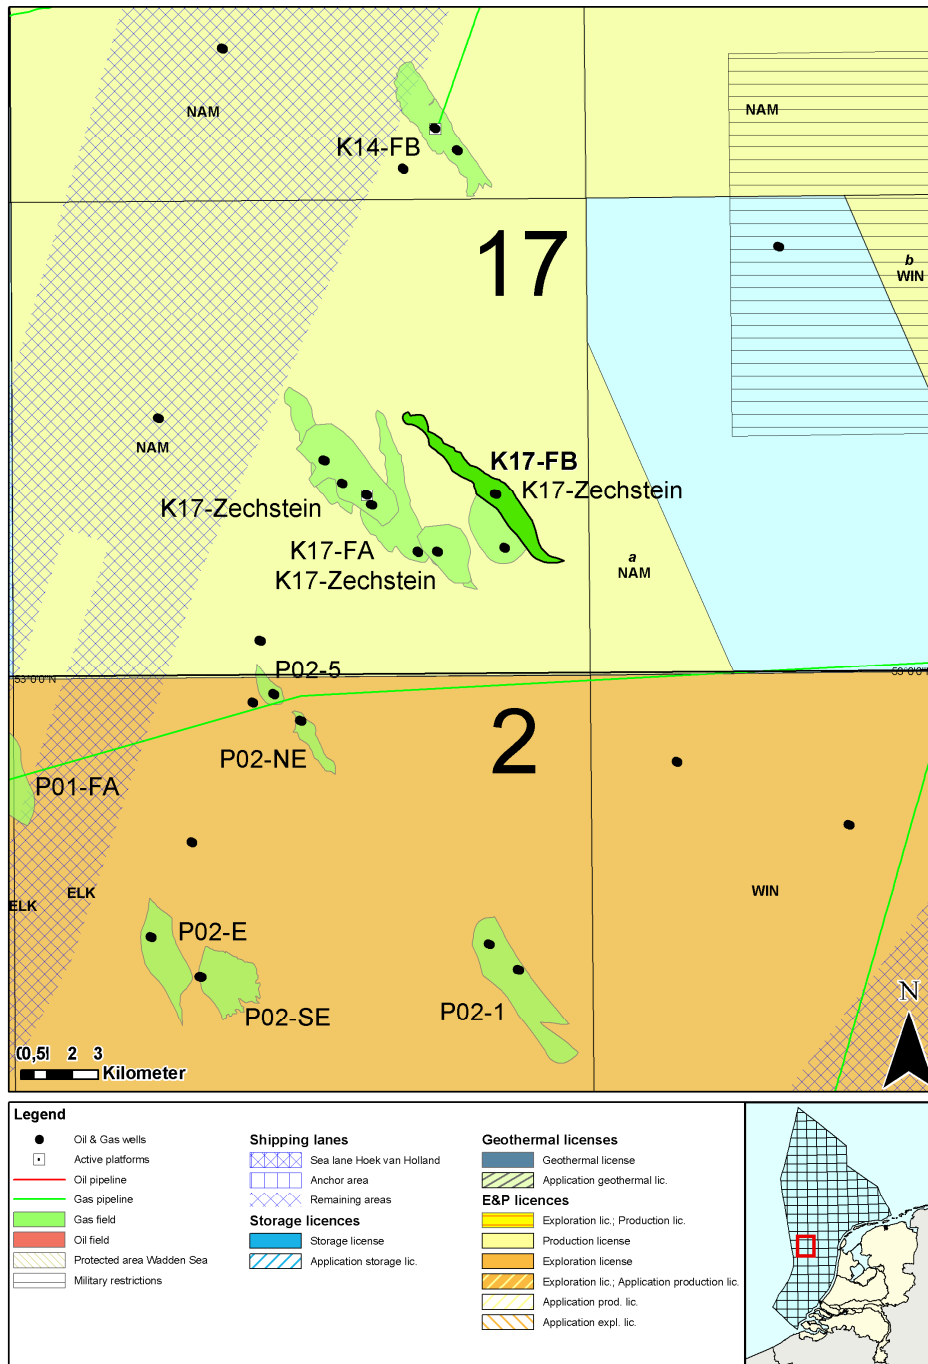 NAM
NAM
K14-FB
17
b
WIN
NAM
K17-FB
K17-Zechstein
K17-Zechstein
K17-FA
K17-Zechstein
a
NAM
P02-5
53°0'0"N
2
P02-NE
P01-FA
ELK
ELK
WIN
P02-E
P02-SE
P02-1
N
2 3
Kilometer
Legend
Oil & Gas wells
Active platforms
Oil pipeline
Gas pipeline
Gas field
Oil field
Protected area Wadden Sea
Military restrictions
Shipping lanes
Sea lane Hoek van Holland
Anchor area
Remaining areas
Storage licences
Storage license
Application storage lic.
Geothermal licenses
Geothermal license
Application geothermal lic.
E&P licences
Exploration lic.; Production lic.
Production license
Exploration license
Exploration lic.; Application production lic.
Application prod. lic.
Application expl. lic.